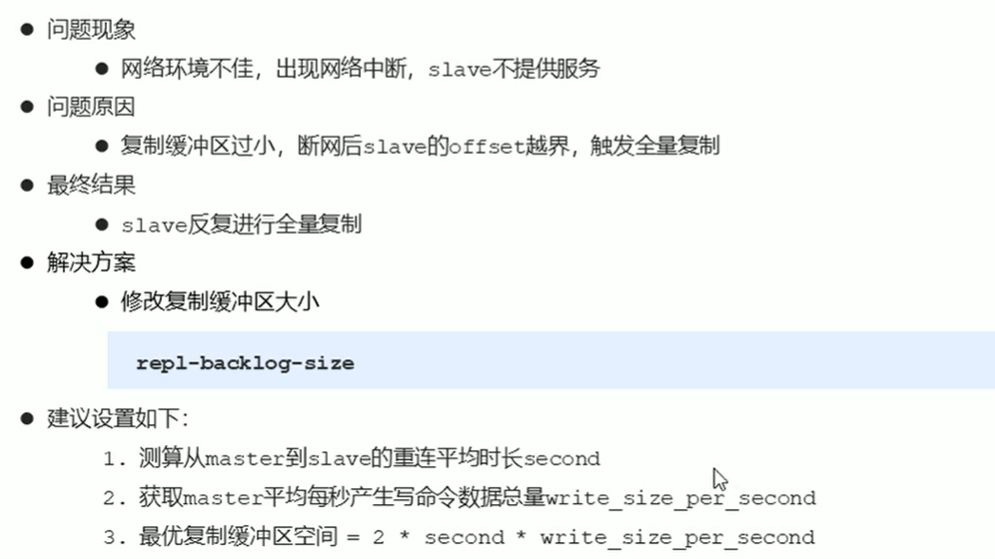 ● 问题现象
● 网络环境不佳，出现网络中断，slave不提供服务
● 问题原因
● 复制缓冲区过小，断网后slave的offset越界，触发全量复制
● 最终结果
● slave反复进行全量复制
● 解决方案
● 修改复制缓冲区大小
repl-backlog-size
● 建议设置如下：
1. 测算从master到slave的重连平均时长second
2. 获取master平均每秒产生写命令数据总量write_size_per_second
3. 最优复制缓冲区空间 = 2 * second * write_size_per_second